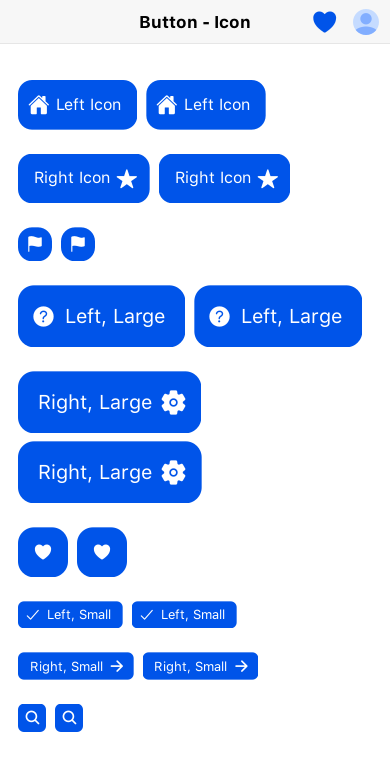 Button - Icon
Left Icon Left Icon
Right Icon Right Icon
Left, Large Left, Large
Right, Large
Right, Large
Left, Small Left, Small
Right, Small Right, Small